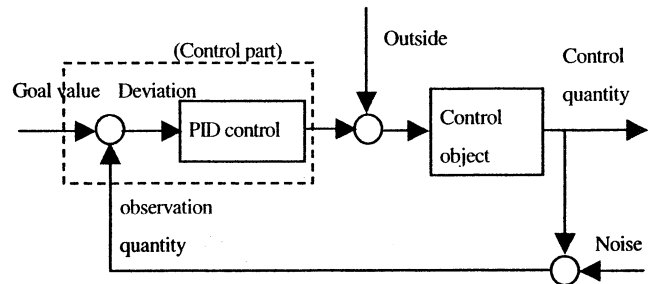 (Control part)
Outside
Control
quantity
Goal value
Deviation
PID control
Control
object
observation
quantity
Noise